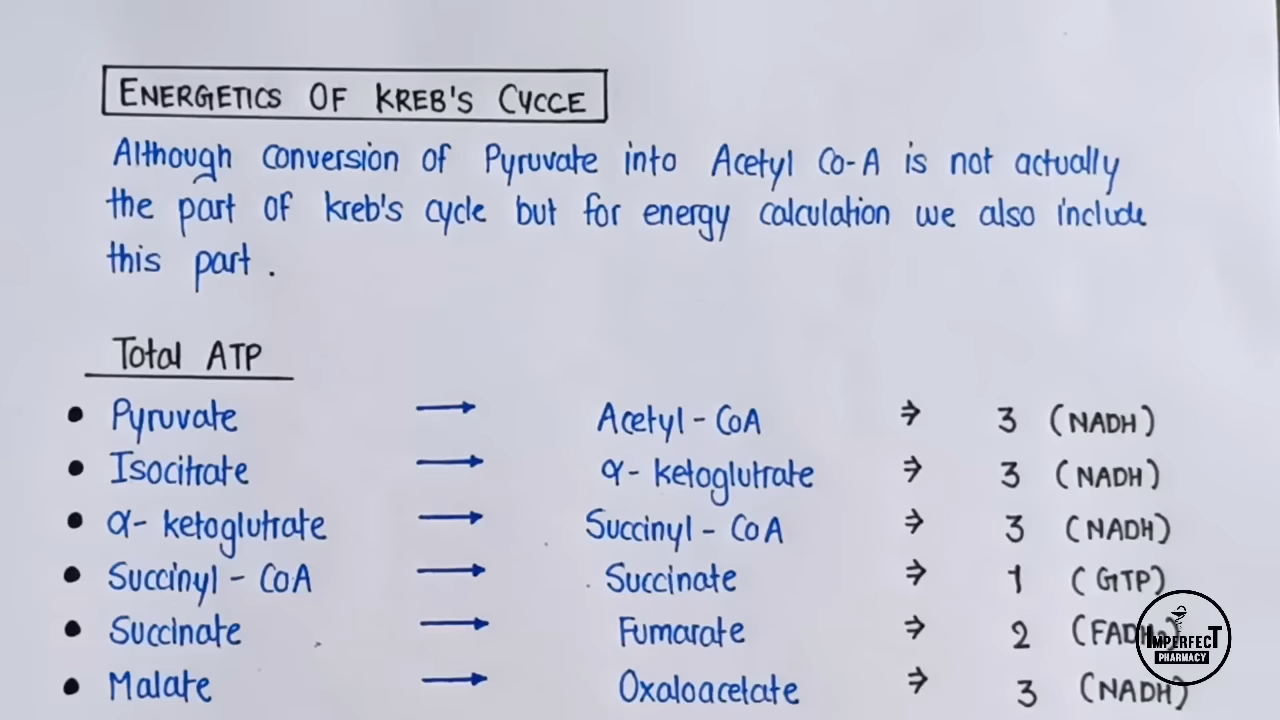 ENERGETICS OF KREB'S CYCCE
Although conversion of Pyruvate into Acetyl Co-A is not actually
the part of kreb's cycle but for energy calculation we also include
this part .
Total ATP
• Pyruvate → Acetyl - CoA ⇒ 3 (NADH)
• Isocitrate → α - ketoglutrate ⇒ 3 (NADH)
• α - ketoglutrate → Succinyl - CoA ⇒ 3 (NADH)
• Succinyl - CoA → Succinate ⇒ 1 (GTP)
• Succinate → Fumarate ⇒ 2
• Malate → Oxaloacetate ⇒ 3 (NADH)
IMPERFECT
PHARMACY